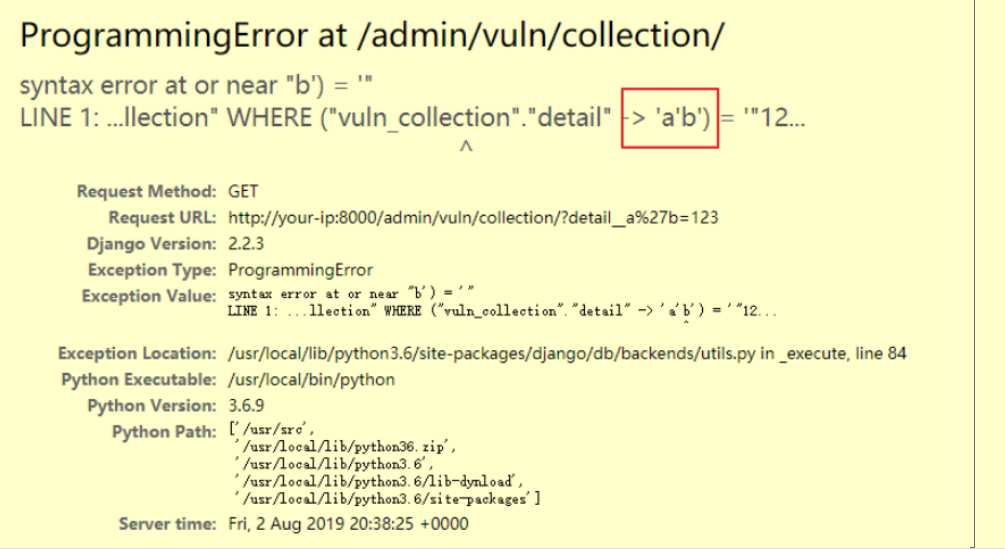 ProgrammingError at /admin/vuln/collection/
syntax error at or near "b') = '"
LINE 1: ...llection" WHERE ("vuln_collection"."detail" -> 'a'b') = '"12...
^
Request Method: GET
Request URL: http://your-ip:8000/admin/vuln/collection/?detail__a%27b=123
Django Version: 2.2.3
Exception Type: ProgrammingError
Exception Value: syntax error at or near "b') = '"
LINE 1: ...llection" WHERE ("vuln_collection"."detail" -> 'a'b') = '"12...
^
Exception Location: /usr/local/lib/python3.6/site-packages/django/db/backends/utils.py in _execute, line 84
Python Executable: /usr/local/bin/python
Python Version: 3.6.9
Python Path: ['/usr/src',
'/usr/local/lib/python36.zip',
'/usr/local/lib/python3.6',
'/usr/local/lib/python3.6/lib-dynload',
'/usr/local/lib/python3.6/site-packages']
Server time: Fri, 2 Aug 2019 20:38:25 +0000